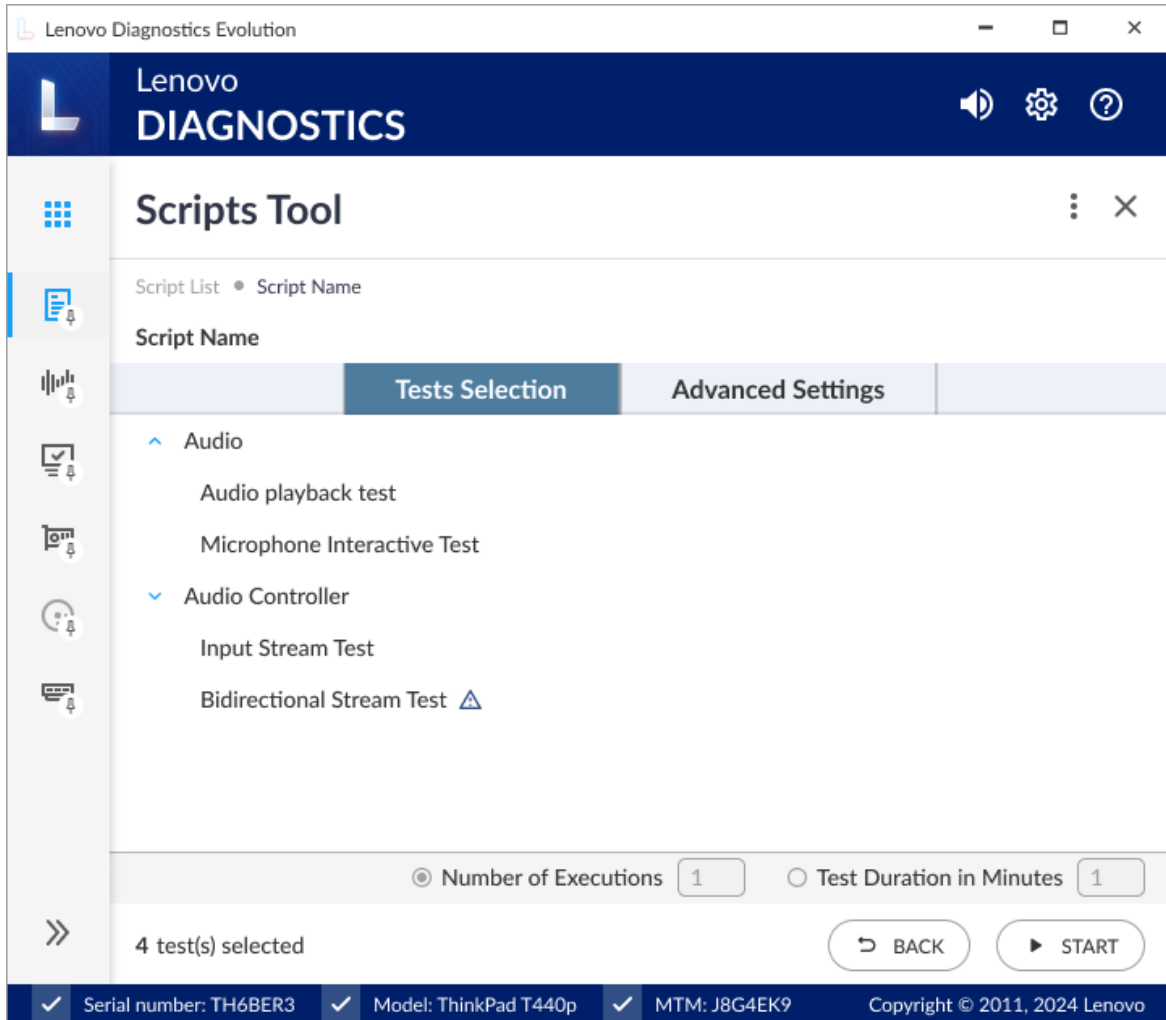 Lenovo Diagnostics Evolution
Lenovo
DIAGNOSTICS
Scripts Tool
Script List • Script Name
Script Name
Tests Selection Advanced Settings
Audio
Audio playback test
Microphone Interactive Test
Audio Controller
Input Stream Test
Bidirectional Stream Test
Number of Executions 1 Test Duration in Minutes 1
4 test(s) selected BACK START
Serial number: TH6BER3 Model: ThinkPad T440p MTM: J8G4EK9 Copyright © 2011, 2024 Lenovo